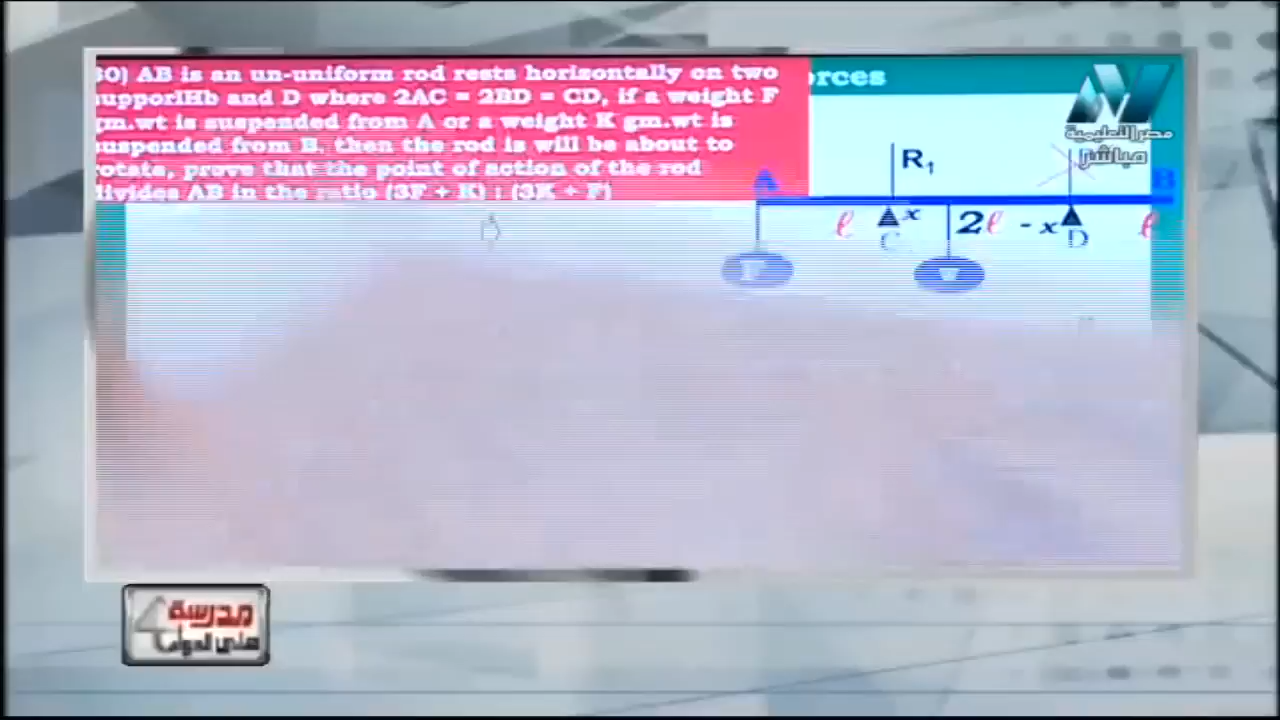 30) AB is an un-uniform rod rests horizontally on two
supporlHb and D where 2AC = 2BD = CD, if a weight F
gm.wt is suspended from A or a weight K gm.wt is
suspended from B, then the rod is will be about to
rotate, prove that the point of action of the rod
divides AB in the ratio (3F + K) : (3K + F)
orces
مصر التعليمية
مباشر
R1
A
B
ℓ
x
2ℓ - x
ℓ
C
D
F
W
مدرسة
على الهواء